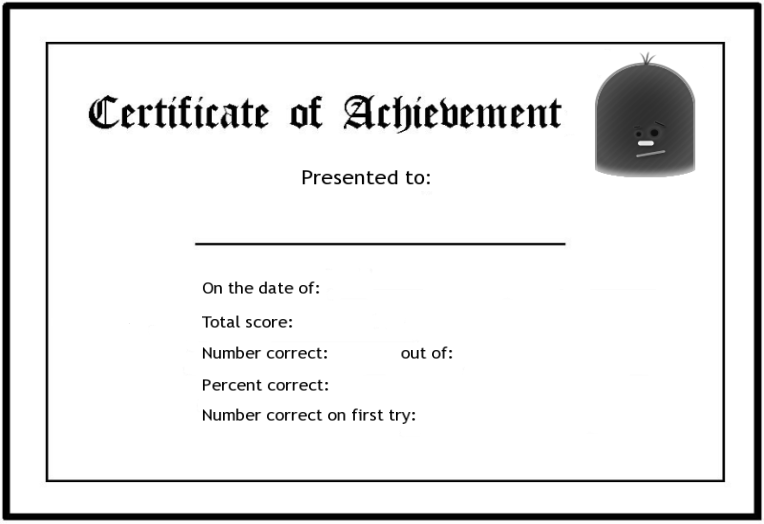 Certificate of Achievement
Presented to:
On the date of:
Total score:
Number correct: out of:
Percent correct:
Number correct on first try: